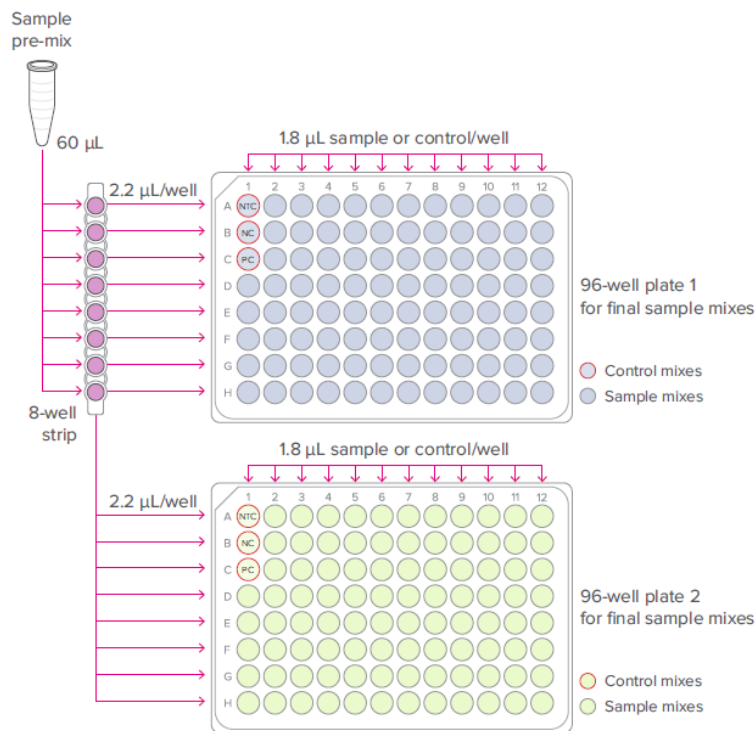 Sample
pre-mix
60 µL
1.8 µL sample or control/well
2.2 µL/well
1 2 3 4 5 6 7 8 9 10 11 12
A NTC
B NC
C PC
D
E
F
G
H
96-well plate 1
for final sample mixes
Control mixes
Sample mixes
8-well
strip
1.8 µL sample or control/well
2.2 µL/well
1 2 3 4 5 6 7 8 9 10 11 12
A NTC
B NC
C PC
D
E
F
G
H
96-well plate 2
for final sample mixes
Control mixes
Sample mixes